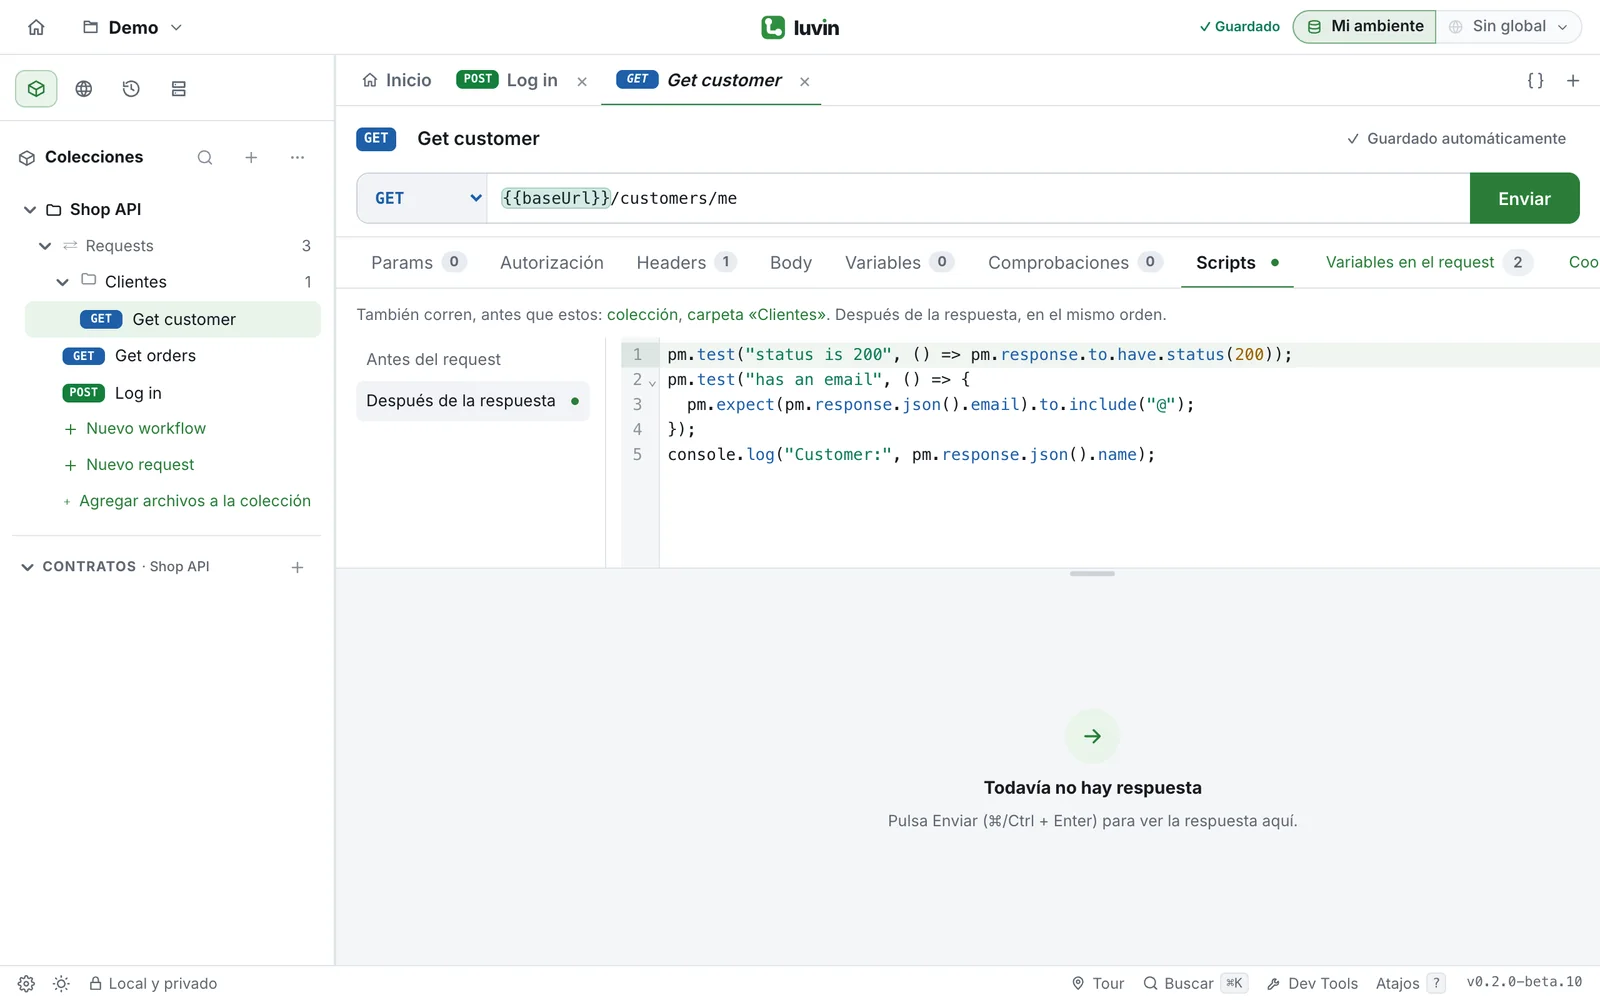 Demo
luvin
Guardado
Mi ambiente
Sin global
Inicio
POST Log in
GET Get customer
{}
Colecciones
Shop API
Requests 3
Clientes 1
GET Get customer
GET Get orders
POST Log in
+ Nuevo workflow
+ Nuevo request
+ Agregar archivos a la colección
CONTRATOS · Shop API
GET Get customer
Guardado automáticamente
GET {{baseUrl}}/customers/me
Enviar
Params 0
Autorización
Headers 1
Body
Variables 0
Comprobaciones 0
Scripts
Variables en el request 2
Coo
También corren, antes que estos: colección, carpeta «Clientes». Después de la respuesta, en el mismo orden.
Antes del request
Después de la respuesta
1 pm.test("status is 200", () => pm.response.to.have.status(200));
2 pm.test("has an email", () => {
3 pm.expect(pm.response.json().email).to.include("@");
4 });
5 console.log("Customer:", pm.response.json().name);
Todavía no hay respuesta
Pulsa Enviar (⌘/Ctrl + Enter) para ver la respuesta aquí.
Local y privado
Tour
Buscar ⌘K
Dev Tools
Atajos ?
v0.2.0-beta.10